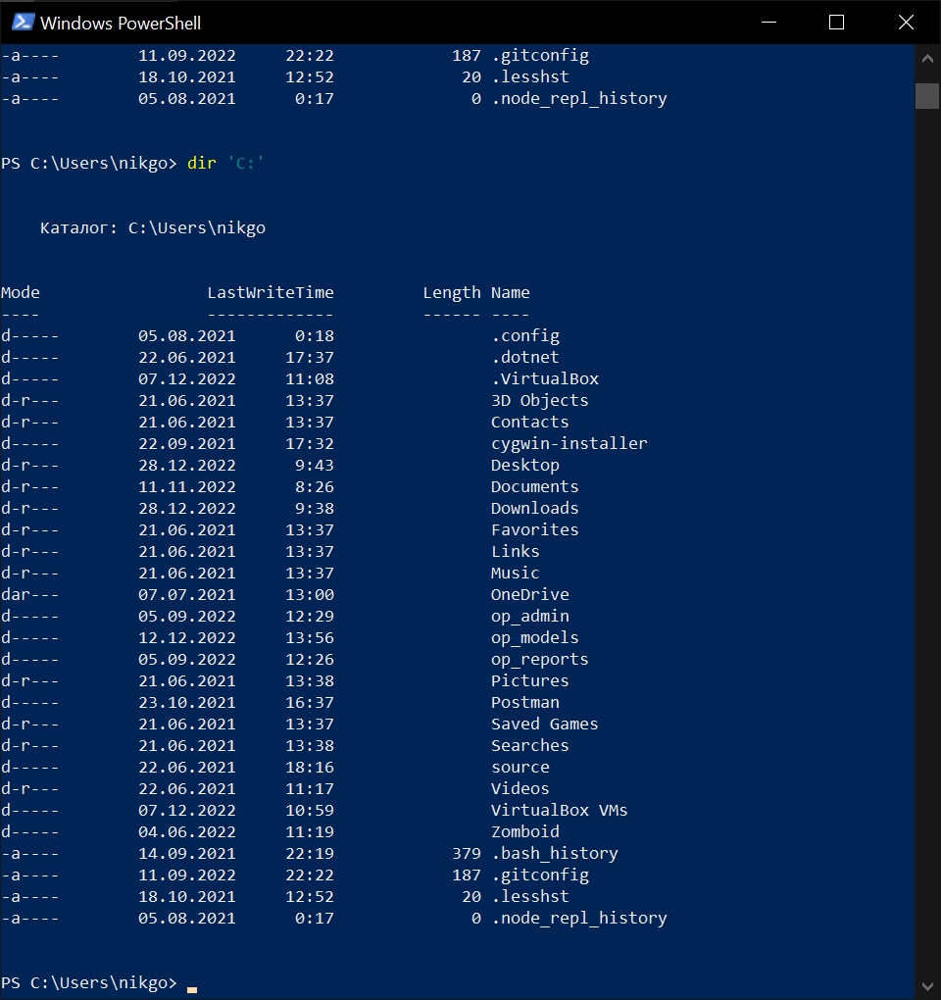 Windows PowerShell
-a---- 11.09.2022 22:22 187 .gitconfig
-a---- 18.10.2021 12:52 20 .lesshst
-a---- 05.08.2021 0:17 0 .node_repl_history
PS C:\Users\nikgo> dir 'C:'
Каталог: C:\Users\nikgo
Mode LastWriteTime Length Name
---- ------------- ------ ----
d----- 05.08.2021 0:18 .config
d----- 22.06.2021 17:37 .dotnet
d----- 07.12.2022 11:08 .VirtualBox
d-r--- 21.06.2021 13:37 3D Objects
d-r--- 21.06.2021 13:37 Contacts
d----- 22.09.2021 17:32 cygwin-installer
d-r--- 28.12.2022 9:43 Desktop
d-r--- 11.11.2022 8:26 Documents
d-r--- 28.12.2022 9:38 Downloads
d-r--- 21.06.2021 13:37 Favorites
d-r--- 21.06.2021 13:37 Links
d-r--- 21.06.2021 13:37 Music
dar--- 07.07.2021 13:00 OneDrive
d----- 05.09.2022 12:29 op_admin
d----- 12.12.2022 13:56 op_models
d----- 05.09.2022 12:26 op_reports
d-r--- 21.06.2021 13:38 Pictures
d----- 23.10.2021 16:37 Postman
d-r--- 21.06.2021 13:37 Saved Games
d-r--- 21.06.2021 13:38 Searches
d----- 22.06.2021 18:16 source
d-r--- 22.06.2021 11:17 Videos
d----- 07.12.2022 10:59 VirtualBox VMs
d----- 04.06.2022 11:19 Zomboid
-a---- 14.09.2021 22:19 379 .bash_history
-a---- 11.09.2022 22:22 187 .gitconfig
-a---- 18.10.2021 12:52 20 .lesshst
-a---- 05.08.2021 0:17 0 .node_repl_history
PS C:\Users\nikgo>